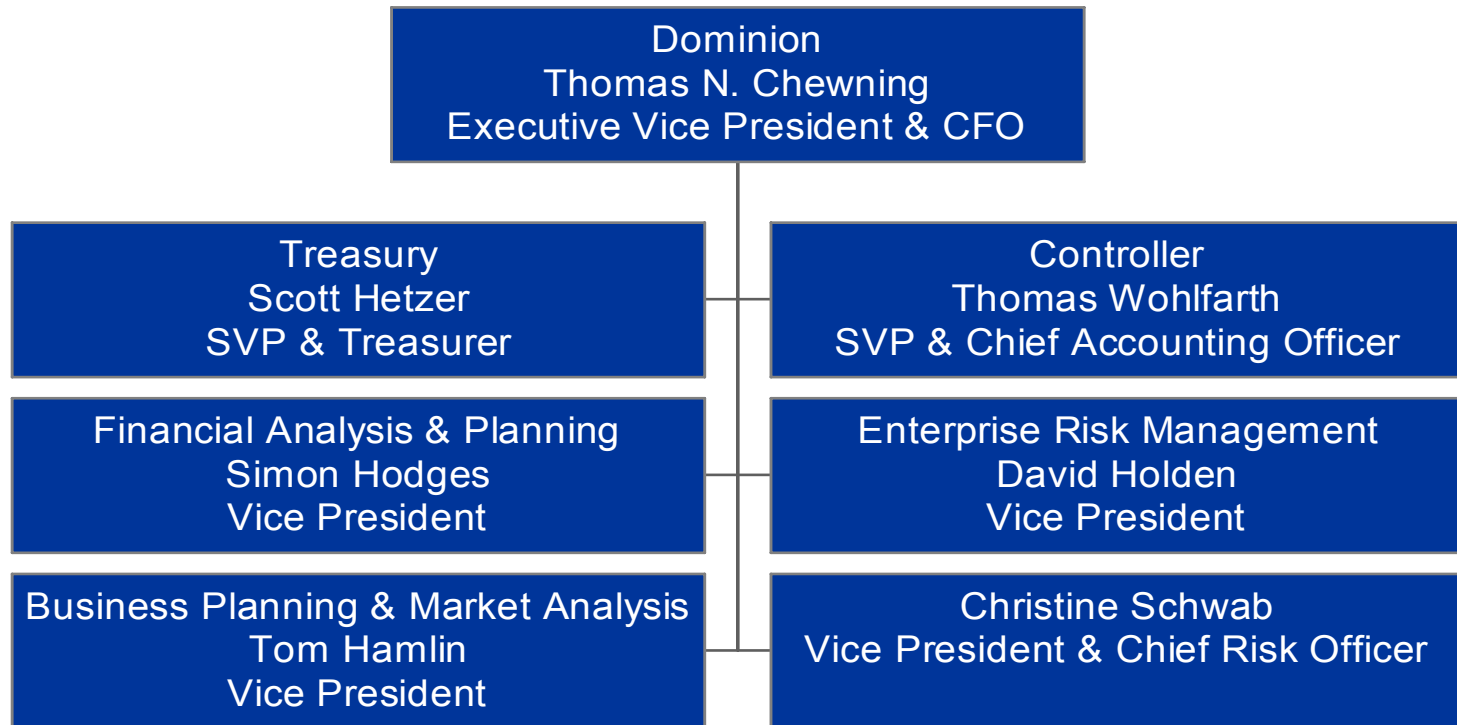 Dominion
Thomas N. Chewning
Executive Vice President & CFO
Treasury
Scott Hetzer
SVP & Treasurer
Controller
Thomas Wohlfarth
SVP & Chief Accounting Officer
Financial Analysis & Planning
Simon Hodges
Vice President
Enterprise Risk Management
David Holden
Vice President
Business Planning & Market Analysis
Tom Hamlin
Vice President
Christine Schwab
Vice President & Chief Risk Officer